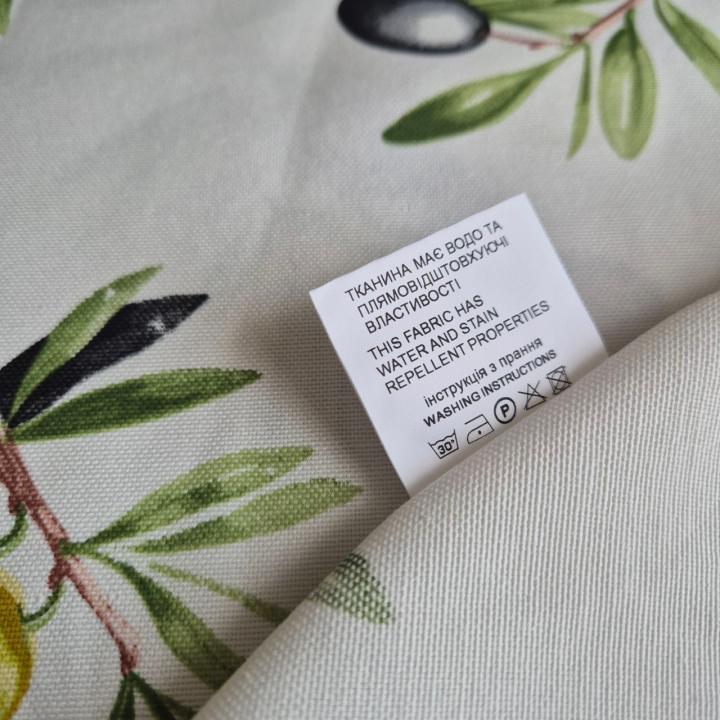 ТКАНИНА МАЄ ВОДО ТА
ПЛЯМОВІДШТОВХУЮЧІ
ВЛАСТИВОСТІ
THIS FABRIC HAS
WATER AND STAIN
REPELLENT PROPERTIES
інструкція з прання
WASHING INSTRUCTIONS
30° P